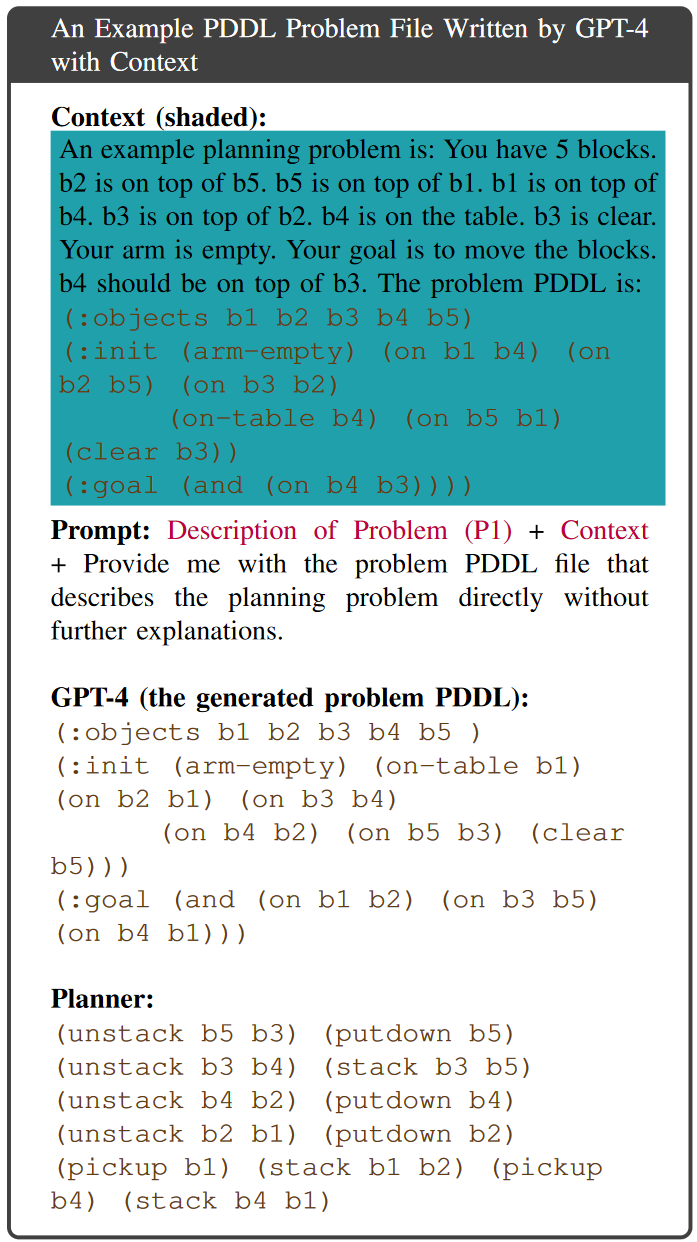 An Example PDDL Problem File Written by GPT-4
with Context
Context (shaded):
An example planning problem is: You have 5 blocks.
b2 is on top of b5. b5 is on top of b1. b1 is on top of
b4. b3 is on top of b2. b4 is on the table. b3 is clear.
Your arm is empty. Your goal is to move the blocks.
b4 should be on top of b3. The problem PDDL is:
(:objects b1 b2 b3 b4 b5)
(:init (arm-empty) (on b1 b4) (on
b2 b5) (on b3 b2)
(on-table b4) (on b5 b1)
(clear b3))
(:goal (and (on b4 b3))))
Prompt: Description of Problem (P1) + Context
+ Provide me with the problem PDDL file that
describes the planning problem directly without
further explanations.
GPT-4 (the generated problem PDDL):
(:objects b1 b2 b3 b4 b5 )
(:init (arm-empty) (on-table b1)
(on b2 b1) (on b3 b4)
(on b4 b2) (on b5 b3) (clear
b5)))
(:goal (and (on b1 b2) (on b3 b5)
(on b4 b1)))
Planner:
(unstack b5 b3) (putdown b5)
(unstack b3 b4) (stack b3 b5)
(unstack b4 b2) (putdown b4)
(unstack b2 b1) (putdown b2)
(pickup b1) (stack b1 b2) (pickup
b4) (stack b4 b1)